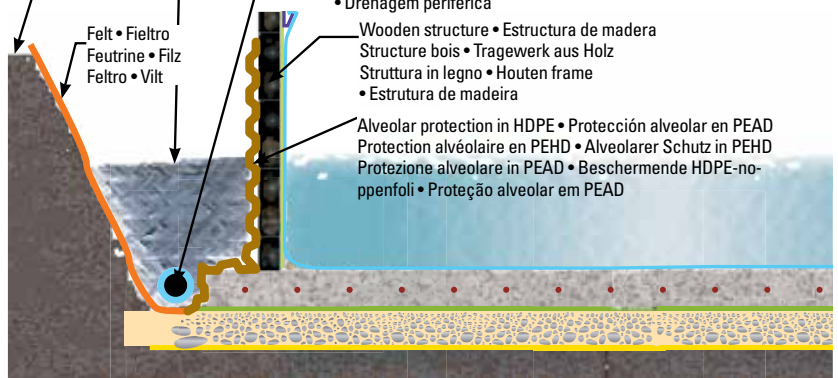 • Drenagem periférica
Felt • Fieltro
Feutrine • Filz
Feltro • Vilt
Wooden structure • Estructura de madera
Structure bois • Tragewerk aus Holz
Struttura in legno • Houten frame
• Estrutura de madeira
Alveolar protection in HDPE • Protección alveolar en PEAD
Protection alvéolaire en PEHD • Alveolarer Schutz in PEHD
Protezione alveolare in PEAD • Beschermende HDPE-no-
ppenfoli • Proteção alveolar em PEAD